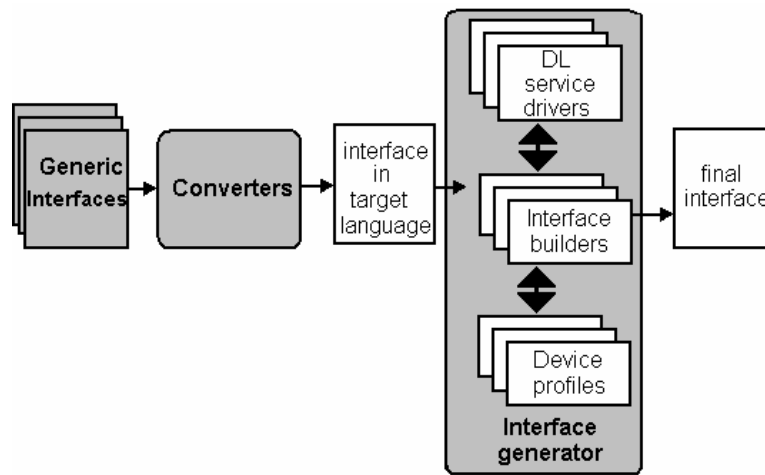 Generic
Interfaces
Converters
interface
in
target
language
DL
service
drivers
Interface
builders
Device
profiles
Interface
generator
final
interface